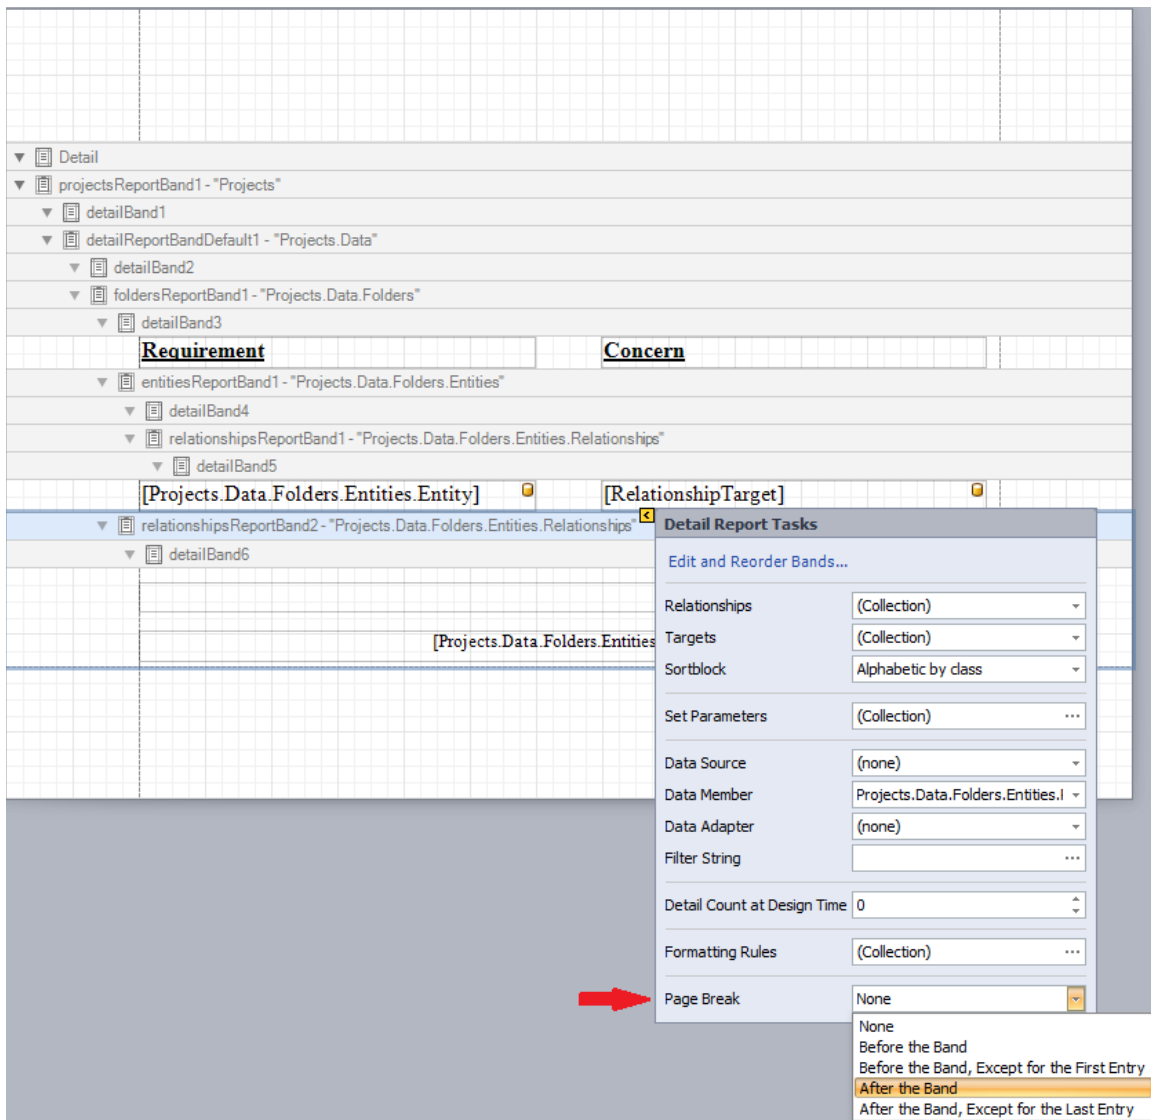 Detail
projectsReportBand1 - "Projects"
detailBand1
detailReportBandDefault1 - "Projects.Data"
detailBand2
foldersReportBand1 - "Projects.Data.Folders"
detailBand3
Requirement Concern
entitiesReportBand1 - "Projects.Data.Folders.Entities"
detailBand4
relationshipsReportBand1 - "Projects.Data.Folders.Entities.Relationships"
detailBand5
[Projects.Data.Folders.Entities.Entity] [RelationshipTarget]
relationshipsReportBand2 - "Projects.Data.Folders.Entities.Relationships"
detailBand6
[Projects.Data.Folders.Entities
Detail Report Tasks
Edit and Reorder Bands...
Relationships (Collection)
Targets (Collection)
Sortblock Alphabetic by class
Set Parameters (Collection) ...
Data Source (none)
Data Member Projects.Data.Folders.Entities.
Data Adapter (none)
Filter String ...
Detail Count at Design Time 0
Formatting Rules (Collection) ...
Page Break None
None
Before the Band
Before the Band, Except for the First Entry
After the Band
After the Band, Except for the Last Entry